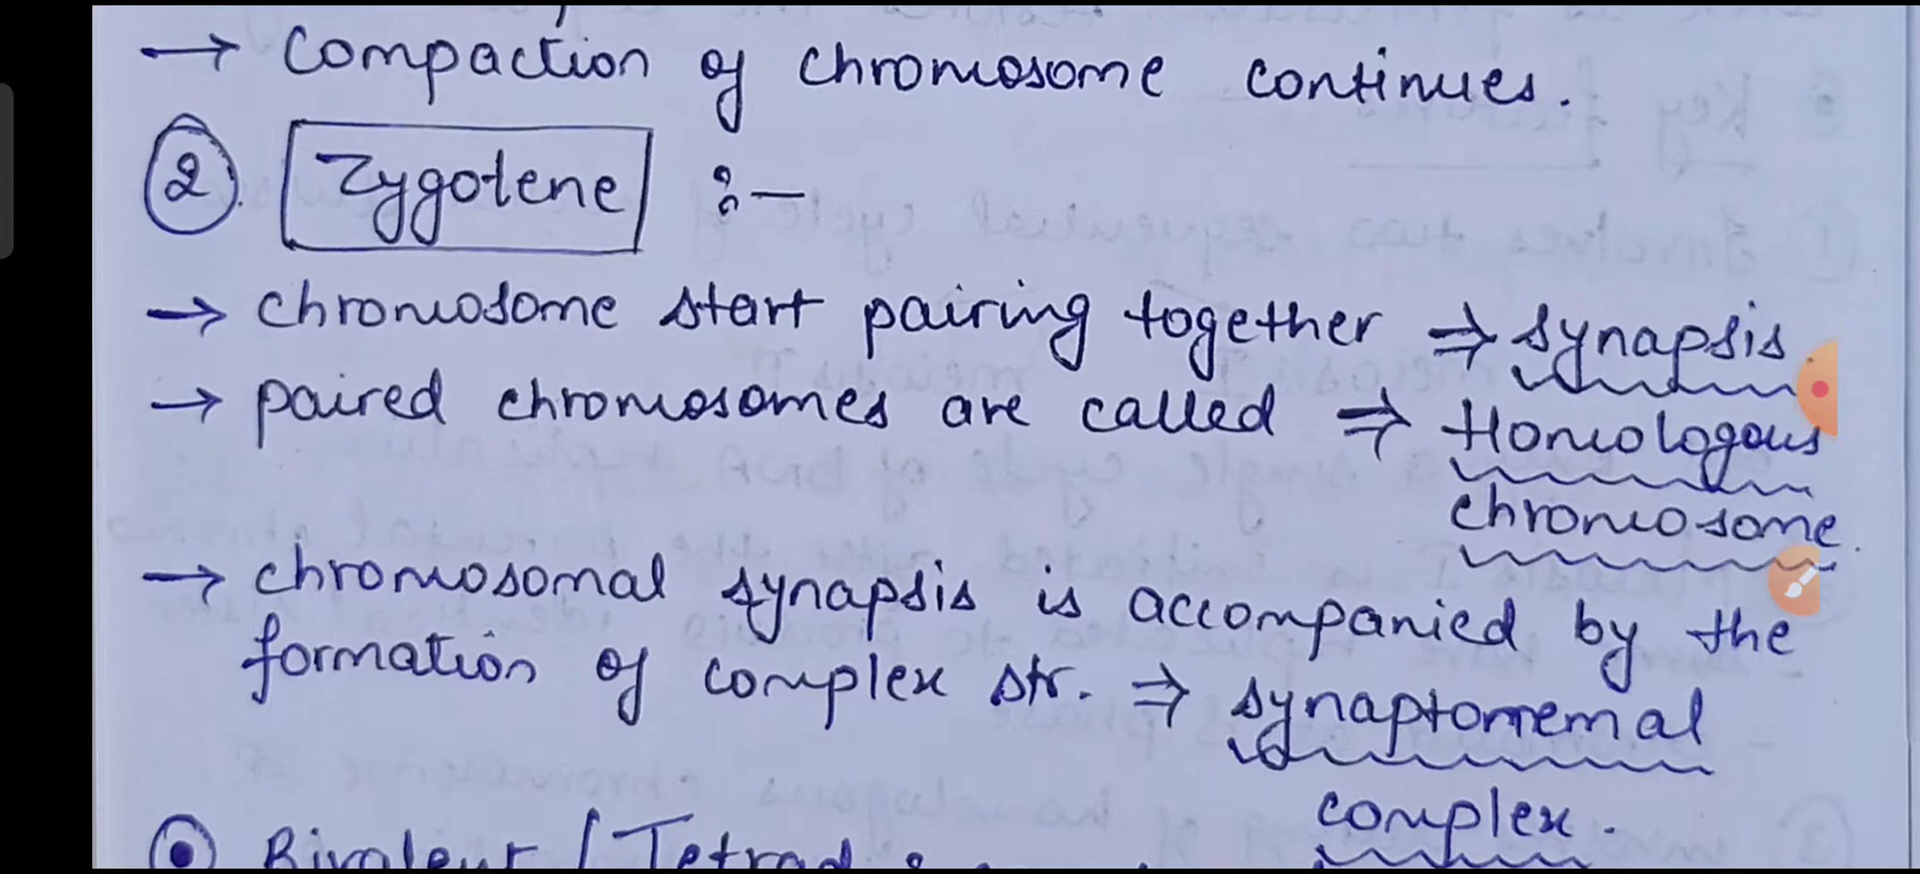 → Compaction of chromosome continues.
② Zygotene :-
→ chromosome start pairing together ⇒ synapsis.
→ paired chromosomes are called ⇒ Homologous
chromosome.
→ chromosomal synapsis is accompanied by the
formation of complex str. ⇒ synaptonemal
complex.
Bivalent / Tetrad :